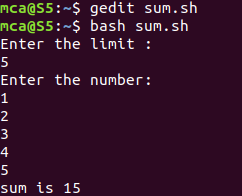 mca@S5:~$ gedit sum.sh
mca@S5:~$ bash sum.sh
Enter the limit :
5
Enter the number:
1
2
3
4
5
sum is 15